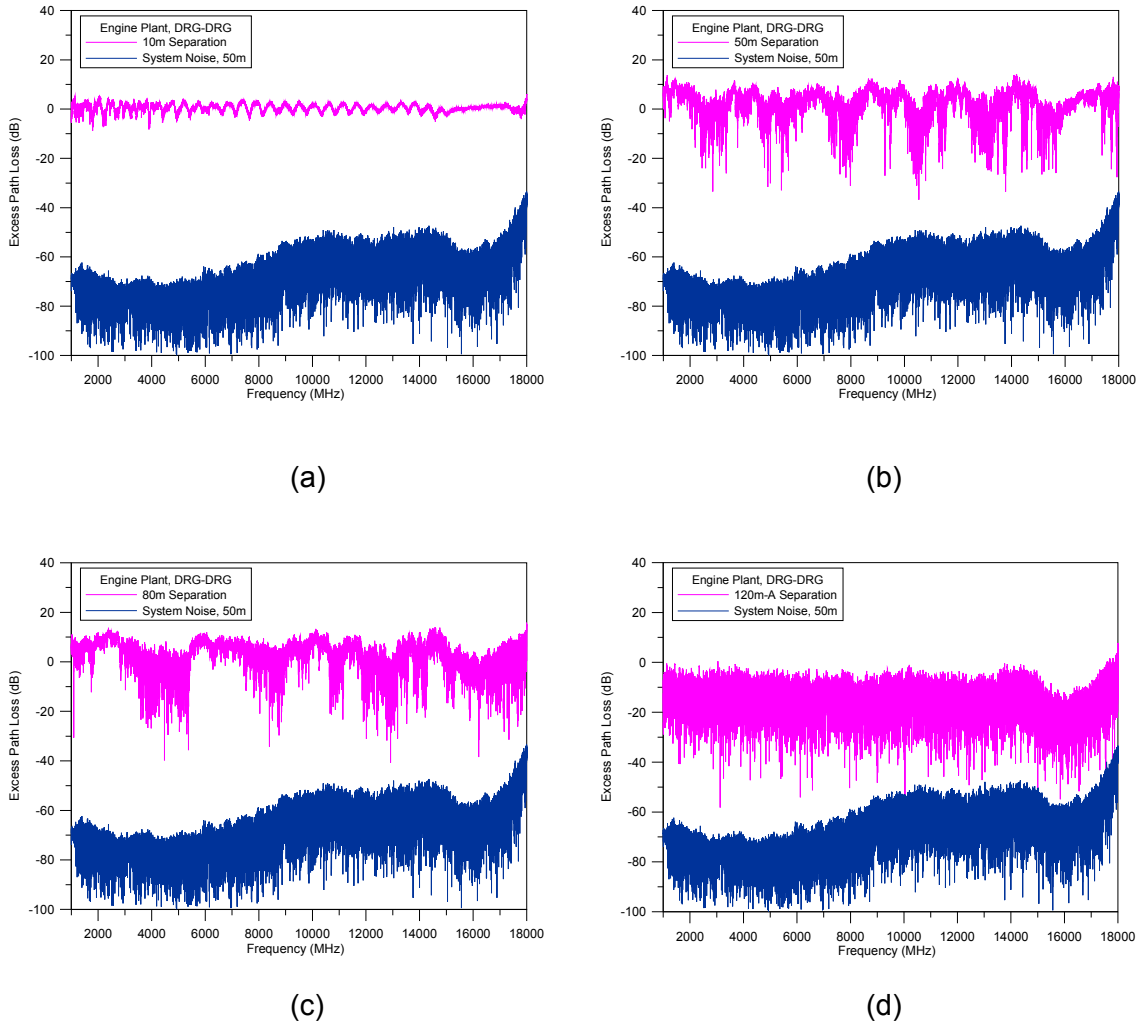 Engine Plant, DRG-DRG
10m Separation
System Noise, 50m
40
20
0
-20
-40
-60
-80
-100
Excess Path Loss (dB)
2000 4000 6000 8000 10000 12000 14000 16000 18000
Frequency (MHz)
(a)
Engine Plant, DRG-DRG
50m Separation
System Noise, 50m
40
20
0
-20
-40
-60
-80
-100
Excess Path Loss (dB)
2000 4000 6000 8000 10000 12000 14000 16000 18000
Frequency (MHz)
(b)
Engine Plant, DRG-DRG
80m Separation
System Noise, 50m
40
20
0
-20
-40
-60
-80
-100
Excess Path Loss (dB)
2000 4000 6000 8000 10000 12000 14000 16000 18000
Frequency (MHz)
(c)
Engine Plant, DRG-DRG
120m-A Separation
System Noise, 50m
40
20
0
-20
-40
-60
-80
-100
Excess Path Loss (dB)
2000 4000 6000 8000 10000 12000 14000 16000 18000
Frequency (MHz)
(d)